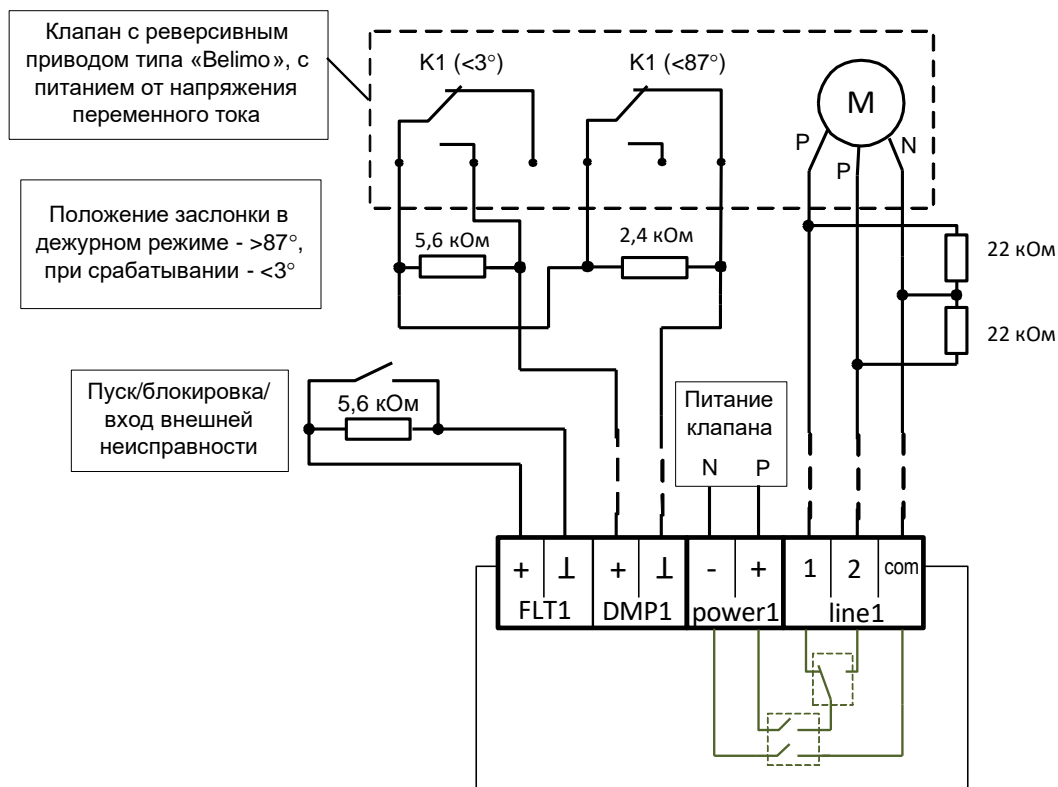 Клапан с реверсивным
приводом типа «Belimo», с
питанием от напряжения
переменного тока
K1 (<3°)
K1 (<87°)
M
P
P
N
Положение заслонки в
дежурном режиме - >87°,
при срабатывании - <3°
5,6 кОм
2,4 кОм
22 кОм
22 кОм
Пуск/блокировка/
вход внешней
неисправности
5,6 кОм
Питание
клапана
N P
+ ⊥ + ⊥ - + 1 2 com
FLT1 DMP1 power1 line1